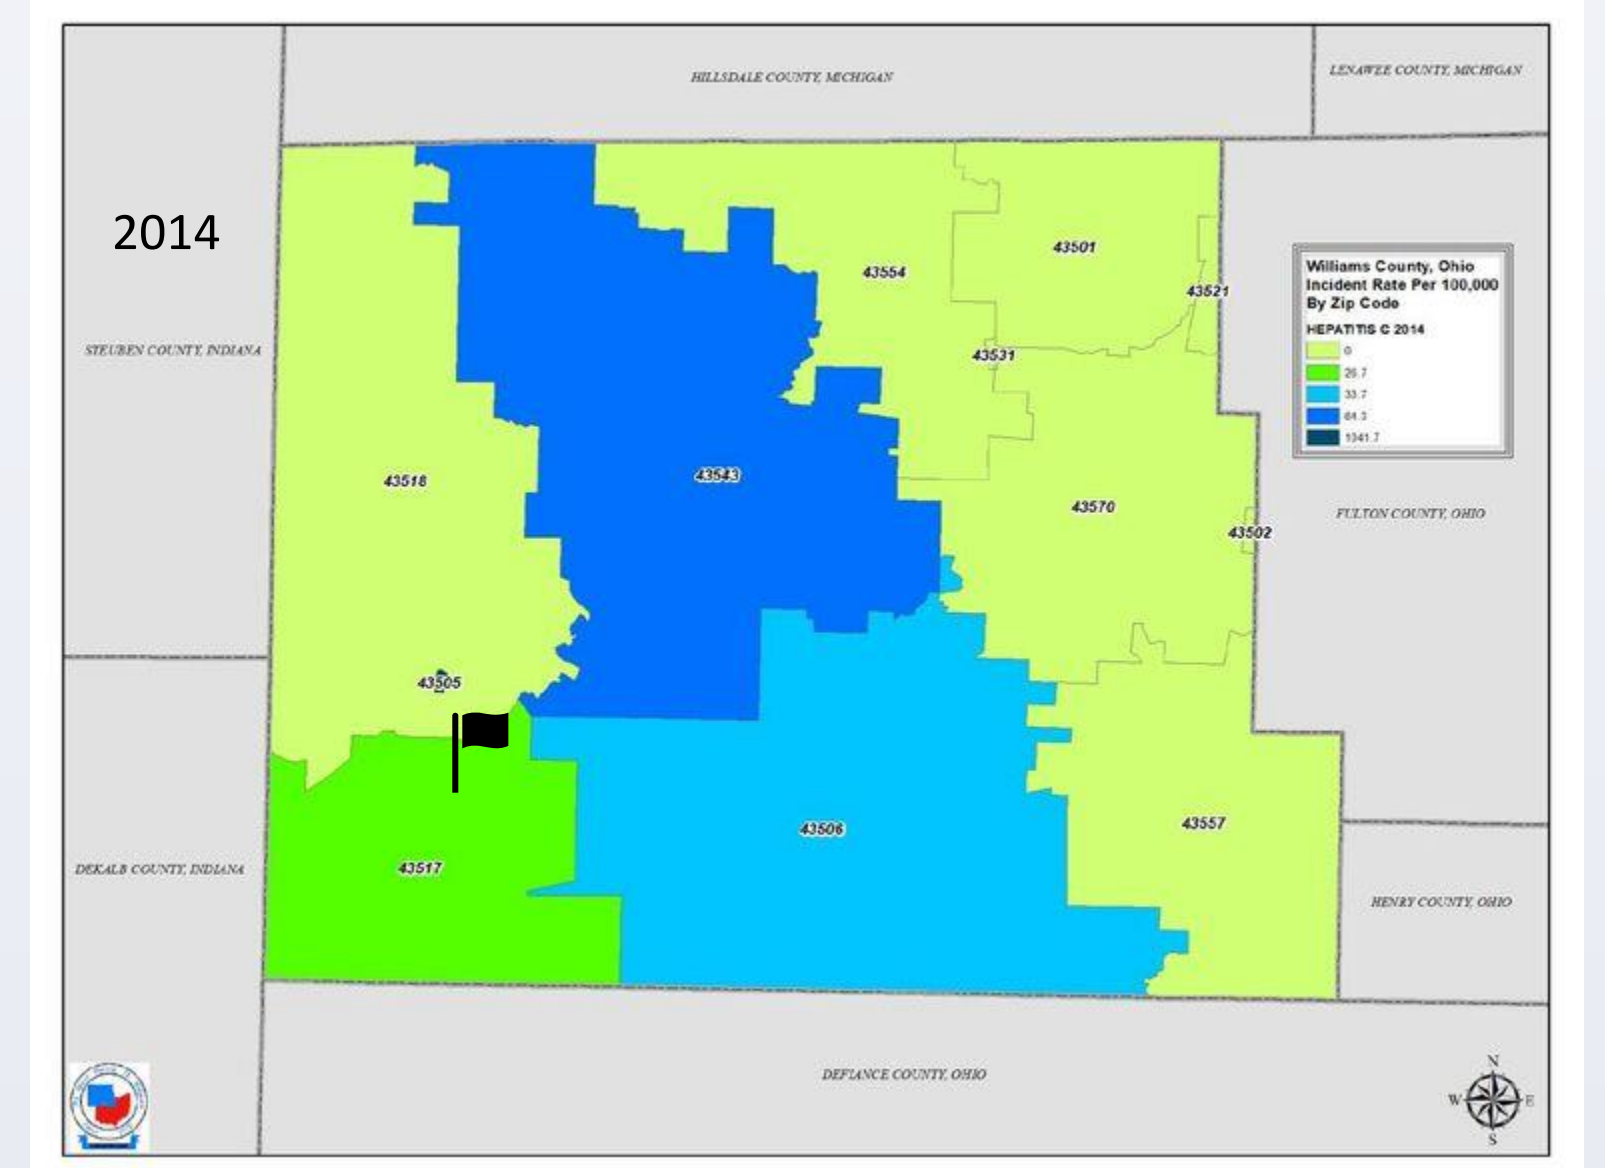 HILLSDALE COUNTY, MICHIGAN
LENAWEE COUNTY, MICHIGAN
2014
43501
43554
43521
Williams County, Ohio
Incident Rate Per 100,000
By Zip Code
HEPATITIS C 2014
0
26.7
33.7
64.3
1341.7
STEUBEN COUNTY, INDIANA
43531
43518
43543
43570
43502
FULTON COUNTY, OHIO
43505
43506
43557
43517
DEKALB COUNTY, INDIANA
HENRY COUNTY, OHIO
DEFIANCE COUNTY, OHIO
N
W
E
S